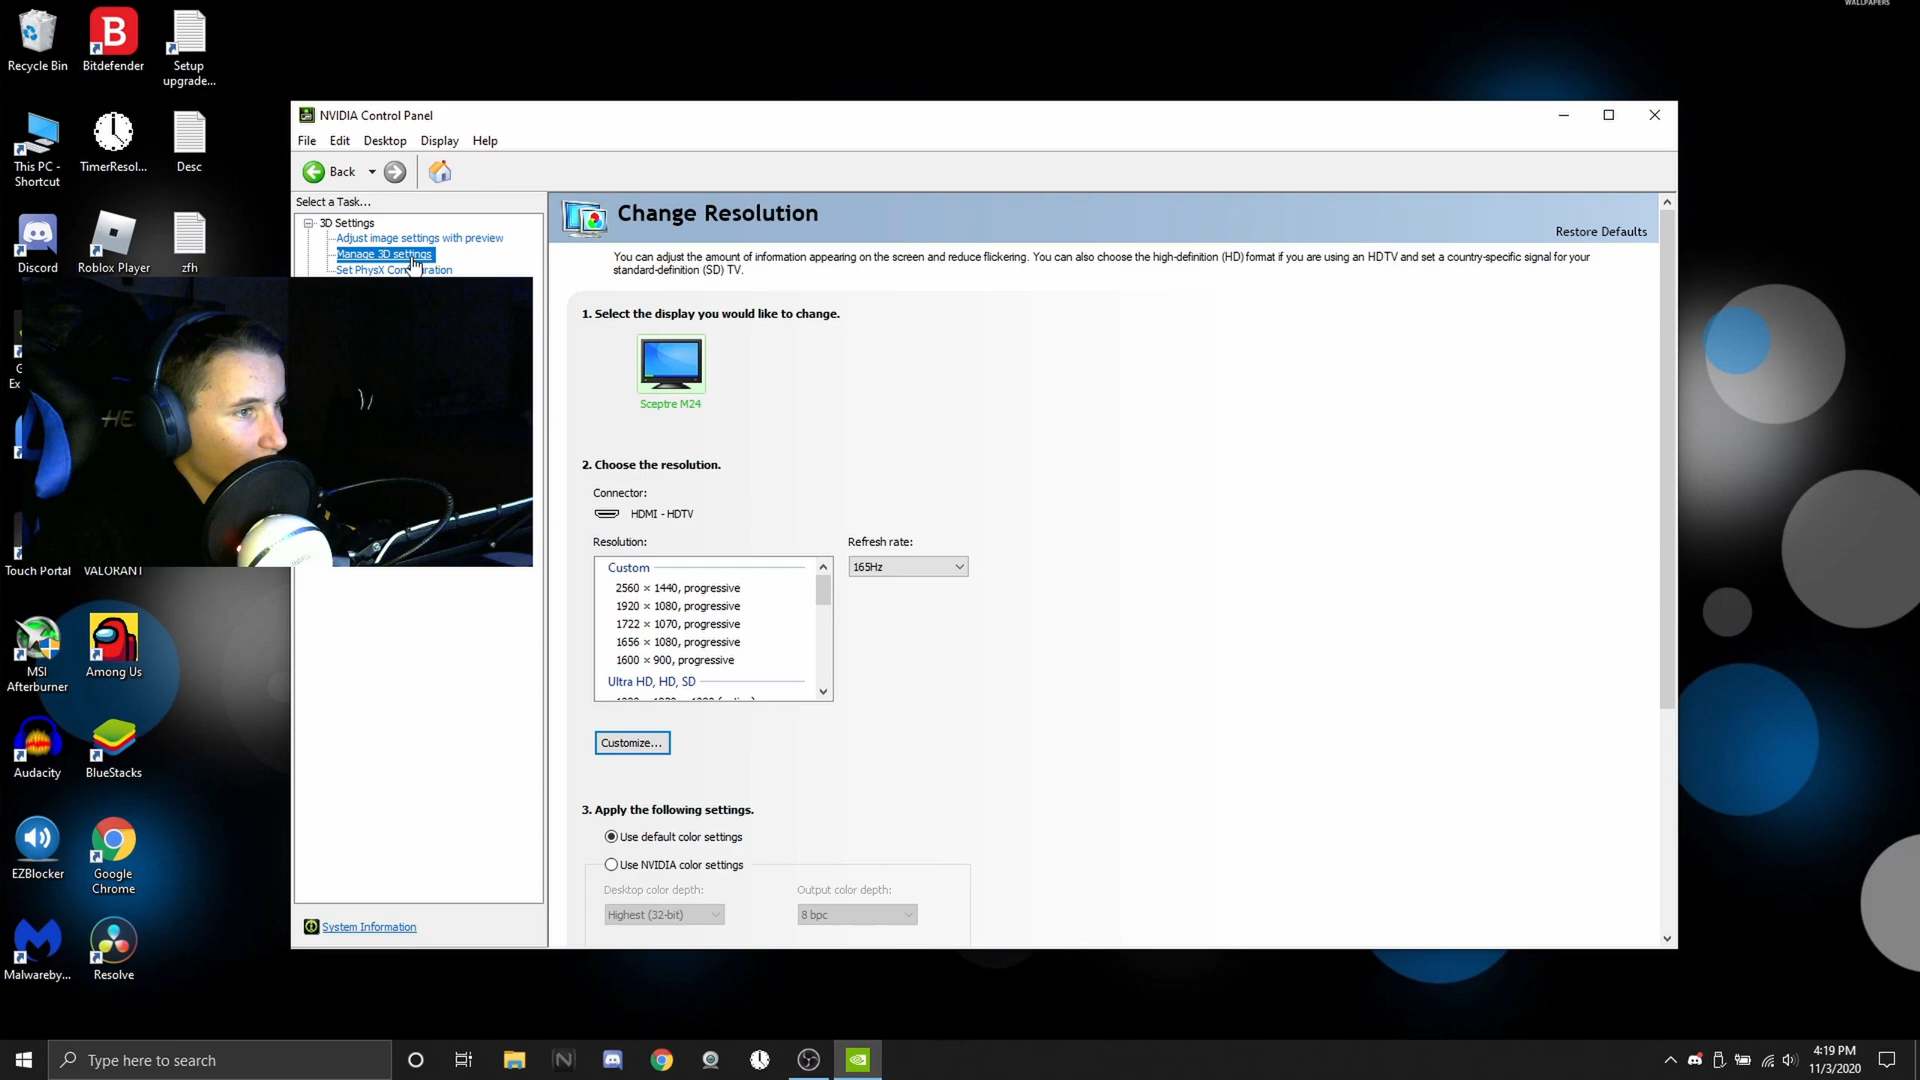 WALLPAPERS
Recycle Bin
Bitdefender
Setup
upgrade...
This PC -
Shortcut
TimerResol...
Desc
Discord
Roblox Player
zfh
G
Ex
Touch Portal
VALORANT
MSI
Afterburner
Among Us
Audacity
BlueStacks
EZBlocker
Google
Chrome
Malwareby...
Resolve
NVIDIA Control Panel
File Edit Desktop Display Help
Back
Select a Task...
3D Settings
Adjust image settings with preview
Manage 3D settings
Set PhysX Configuration
System Information
Change Resolution
Restore Defaults
You can adjust the amount of information appearing on the screen and reduce flickering. You can also choose the high-definition (HD) format if you are using an HDTV and set a country-specific signal for your
standard-definition (SD) TV.
1. Select the display you would like to change.
Sceptre M24
2. Choose the resolution.
Connector:
HDMI - HDTV
Resolution:
Refresh rate:
165Hz
Custom
2560 × 1440, progressive
1920 × 1080, progressive
1722 × 1070, progressive
1656 × 1080, progressive
1600 × 900, progressive
Ultra HD, HD, SD
Customize...
3. Apply the following settings.
Use default color settings
Use NVIDIA color settings
Desktop color depth:
Output color depth:
Highest (32-bit)
8 bpc
Type here to search
4:19 PM
11/3/2020